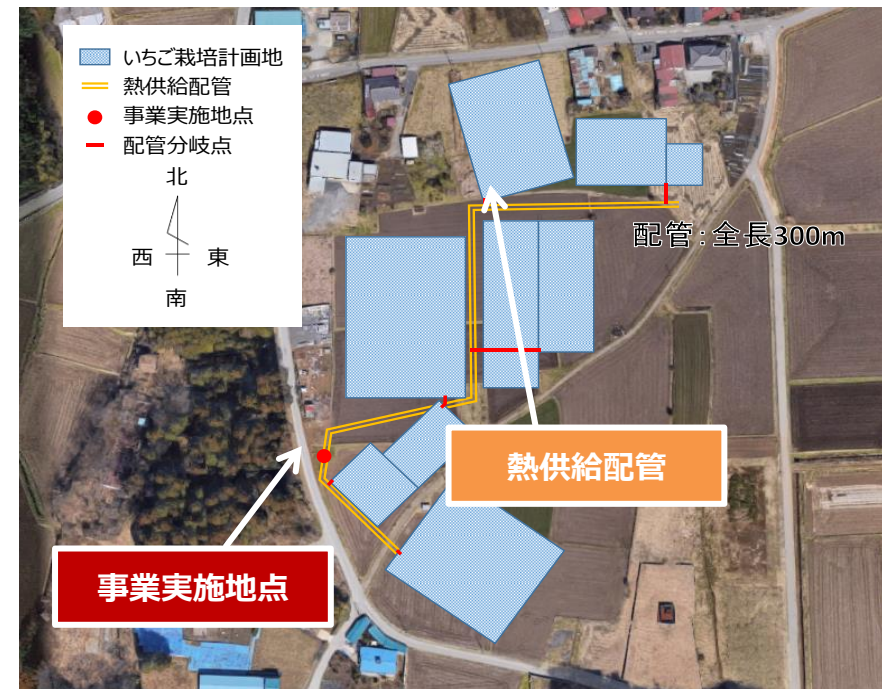 いちご栽培計画地
熱供給配管
事業実施地点
配管分岐点
北
西 東
南
配管：全長300m
熱供給配管
事業実施地点